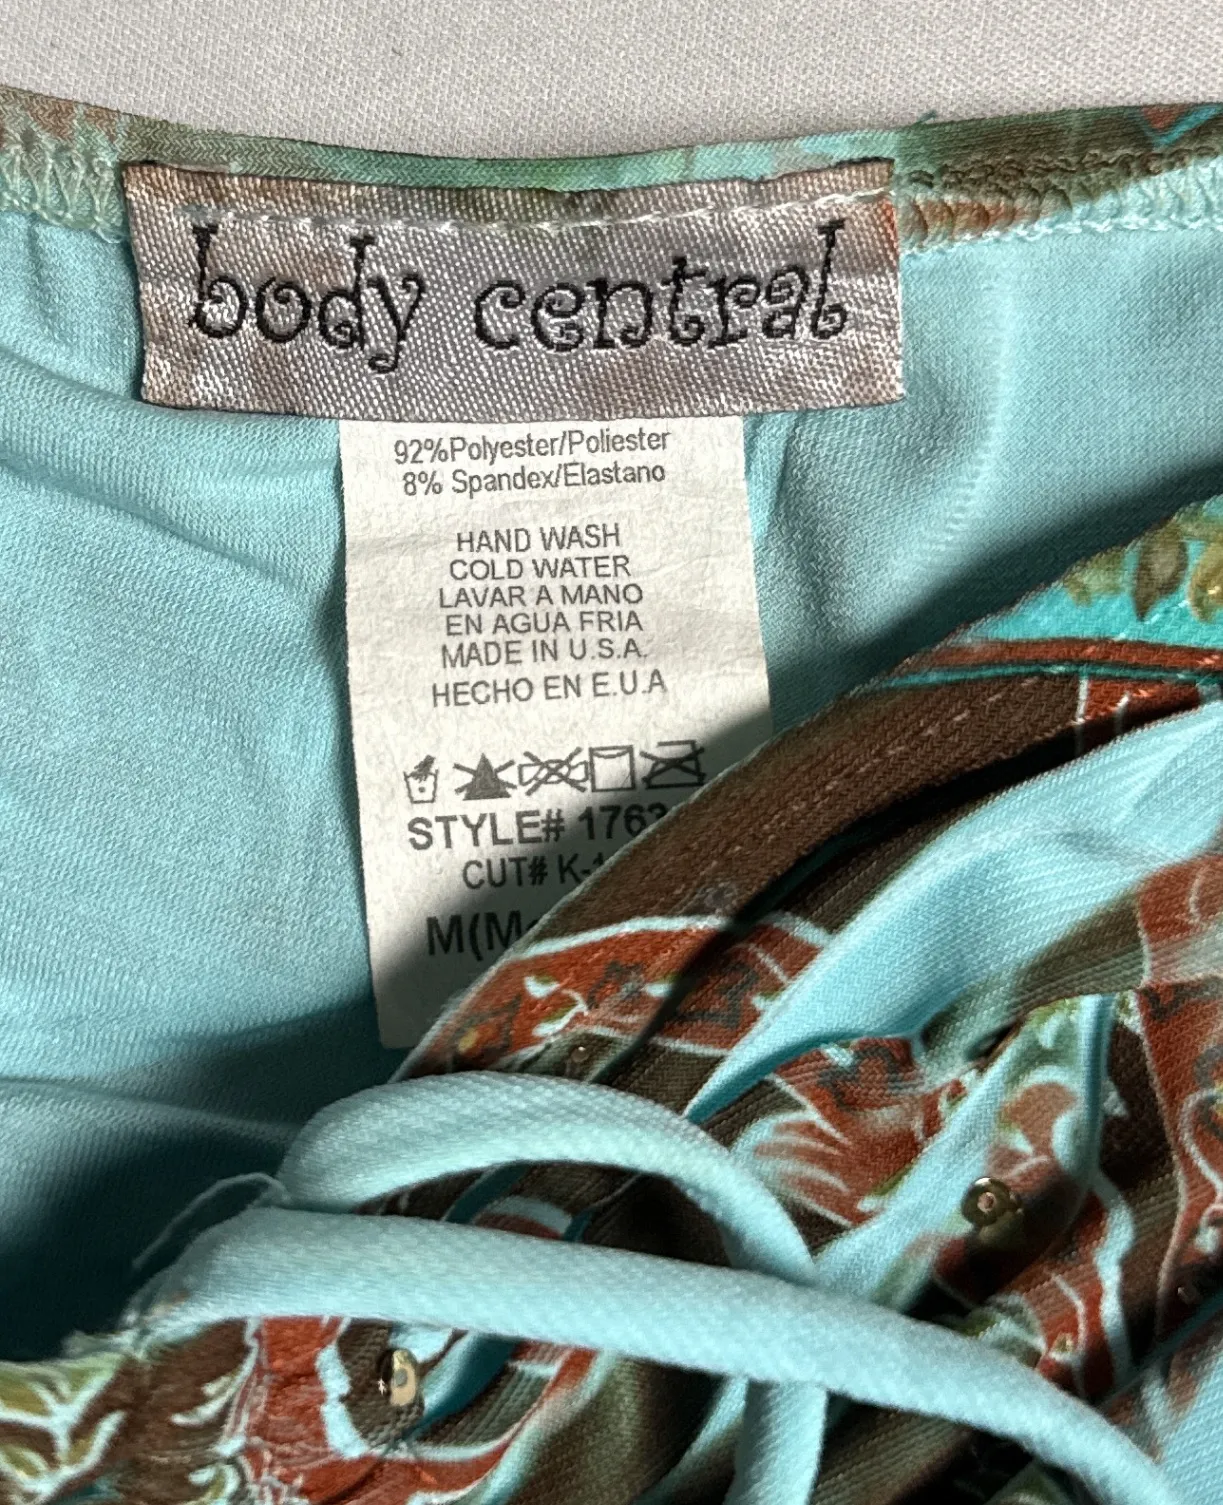 body central
92%Polyester/Poliester
8% Spandex/Elastano
HAND WASH
COLD WATER
LAVAR A MANO
EN AGUA FRIA
MADE IN U.S.A.
HECHO EN E.U.A
STYLE#
CUT#